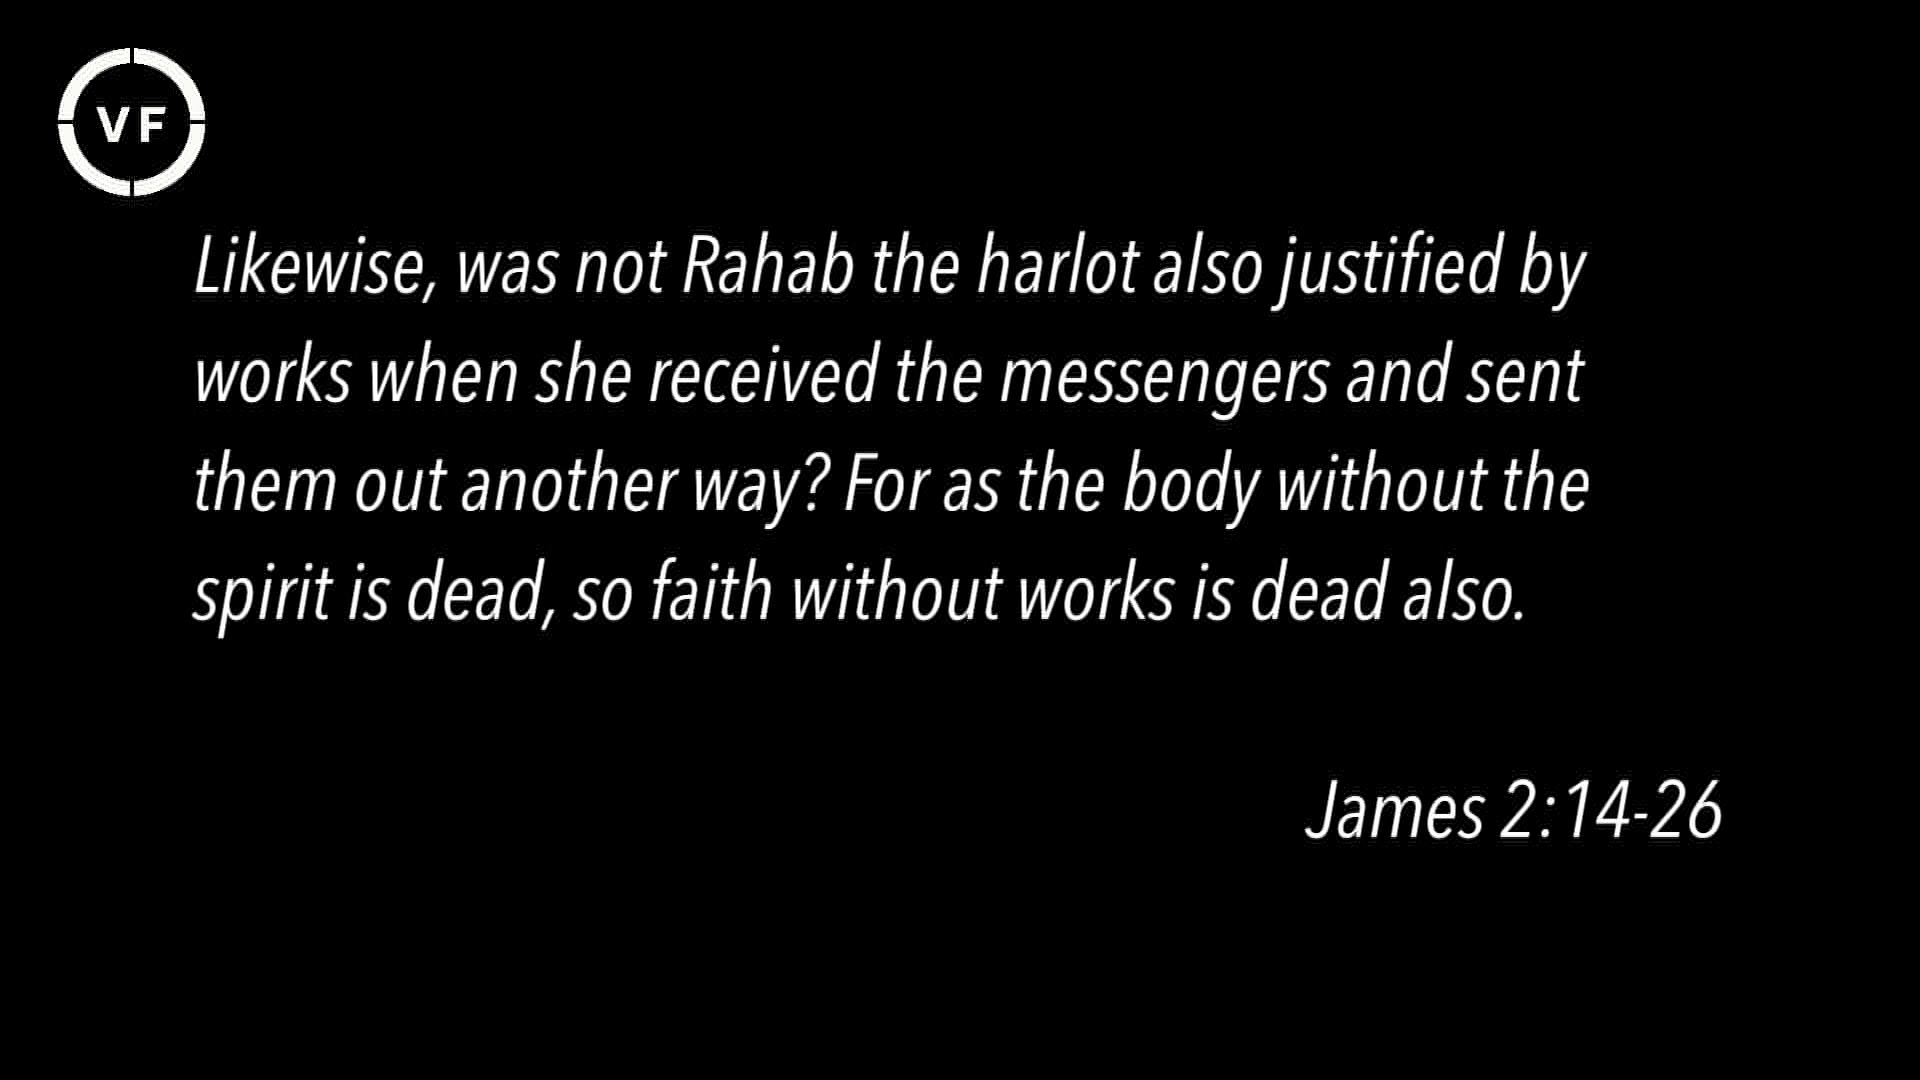 VF
Likewise, was not Rahab the harlot also justified by
works when she received the messengers and sent
them out another way? For as the body without the
spirit is dead, so faith without works is dead also.
James 2:14-26